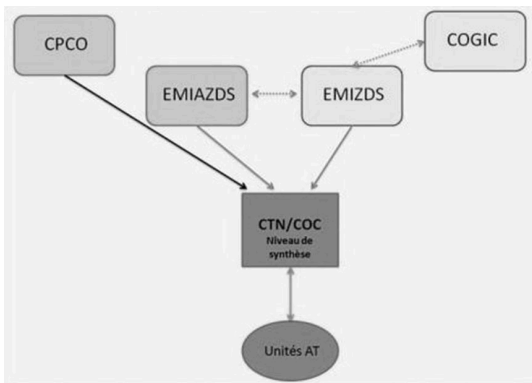 CPCO
COGIC
EMIAZDS
EMIZDS
CTN/COC
Niveau de
synthèse
Unités AT